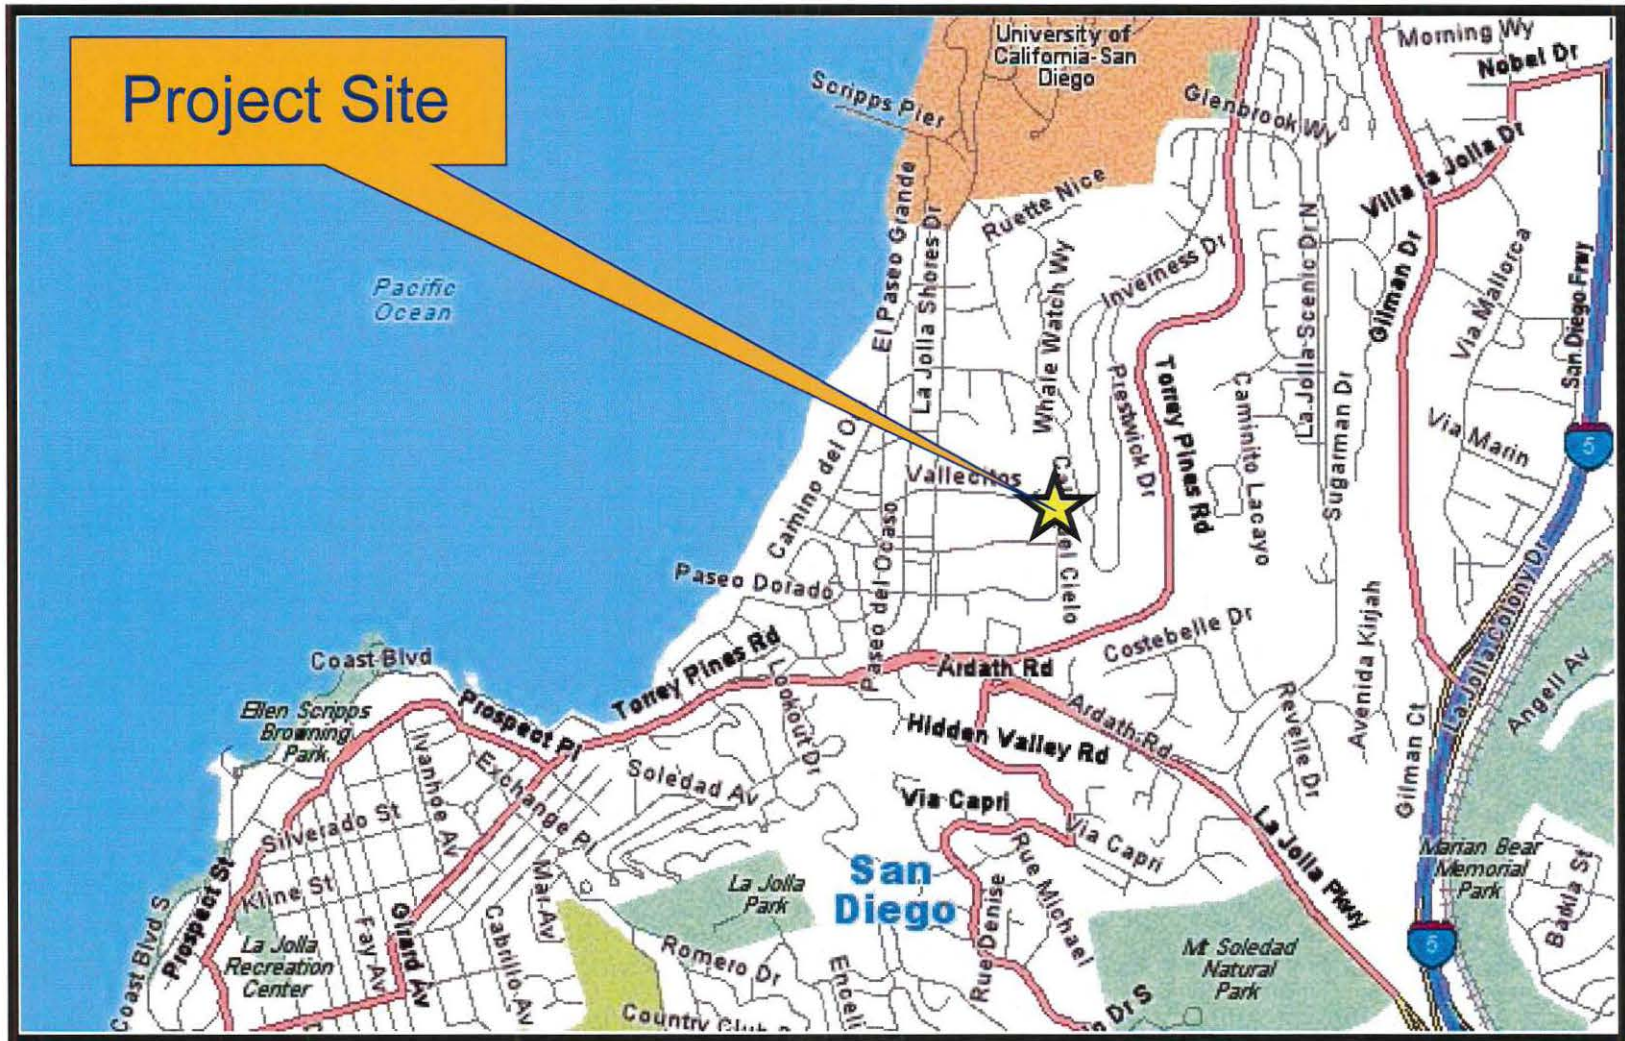 Project Site
University of
California-San
Diego
Morning Wy
Nobel Dr
Scripps Pier
Glenbrook Wy
Villa la Jolla Dr
Ruette Nice
El Paseo Grande
La Jolla Shores Dr
Whale Watch Wy
Inverness Dr
La Jolla Scenic Dr N
Gilman Dr
Via Mallorca
San Diego Frwy
Pacific
Ocean
Prestwick Dr
Torrey Pines Rd
Caminito Lacayo
Sugarman Dr
Via Marin
5
Camino del O
Vallecitos
el Cielo
Paseo del Ocaso
Paseo Dorado
La Jolla Colony Dr
Costebelle Dr
Avenida Kirjah
Angell Av
Coast Blvd
Torrey Pines Rd
Ardath Rd
Ardath Rd
Lookout Dr
Ellen Scripps
Browning
Park
Prospect Pl
Hidden Valley Rd
Revelle Dr
Gilman Ct
Ivanhoe Av
Exchange Pl
Soledad Av
Via Capri
Via Capri
Silverado St
La Jolla Pkwy
Marian Bear
Memorial
Park
Prospect St
Kline St
Mar Av
La Jolla
Park
San
Diego
Rue Michael
Rue Denise
Badia St
Coast Blvd S
La Jolla
Recreation
Center
Fay Av
Girard Av
Cabrillo Av
Romero Dr
Mt Soledad
Natural
Park
5
Country Club
Enceli
Dr S